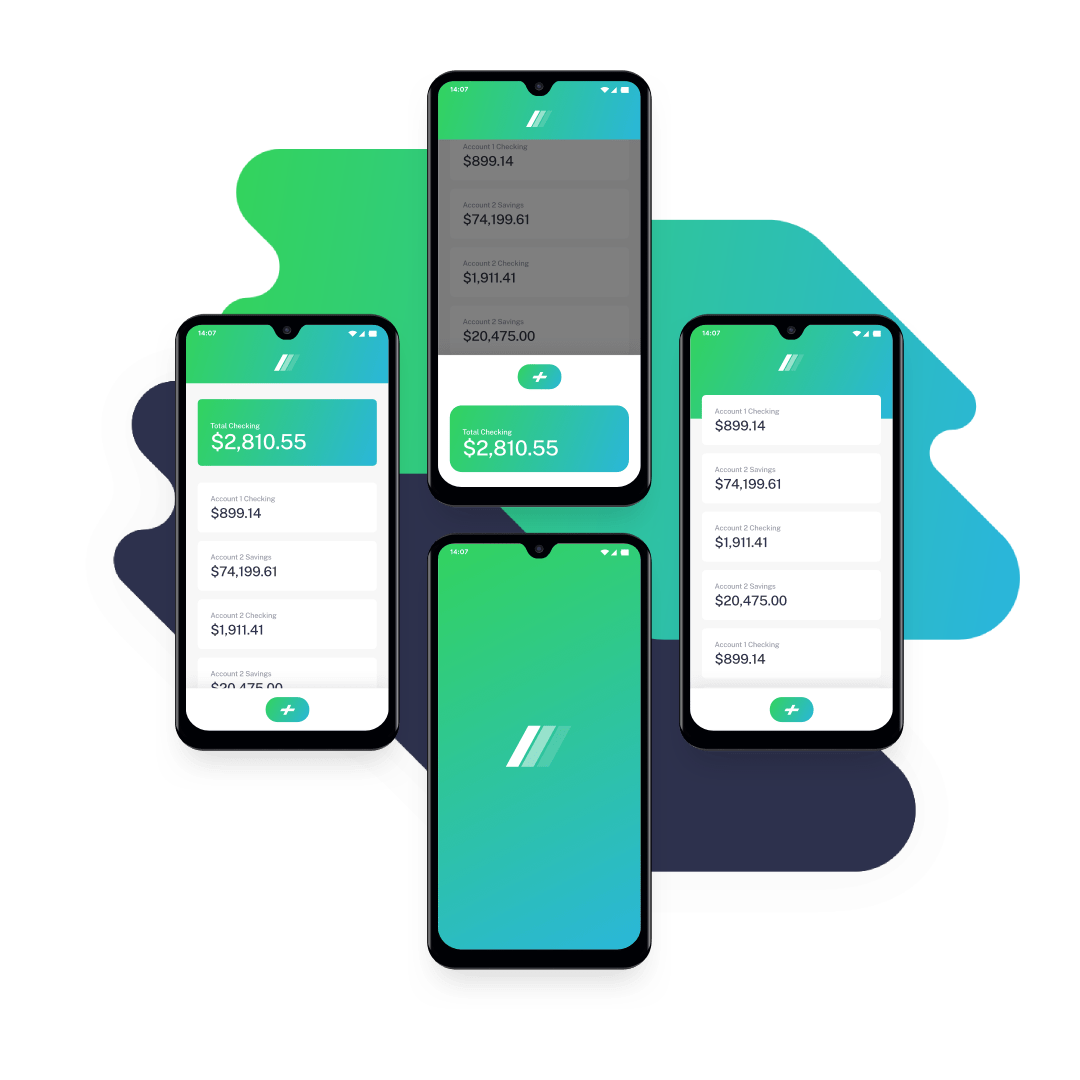 14:07
Account 1 Checking
$899.14
Account 2 Savings
$74,199.61
Account 2 Checking
$1,911.41
Account 2 Savings
$20,475.00
Total Checking
$2,810.55
14:07
Total Checking
$2,810.55
Account 1 Checking
$899.14
Account 2 Savings
$74,199.61
Account 2 Checking
$1,911.41
Account 2 Savings
$20,475.00
14:07
Account 1 Checking
$899.14
Account 2 Savings
$74,199.61
Account 2 Checking
$1,911.41
Account 2 Savings
$20,475.00
Account 1 Checking
$899.14
14:07